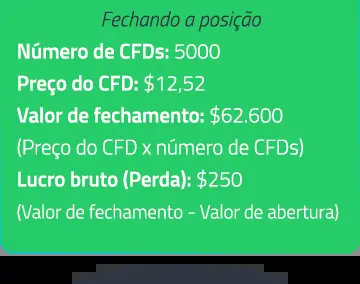 Fechando a posição
Número de CFDs: 5000
Preço do CFD: $12,52
Valor de fechamento: $62.600
(Preço do CFD x número de CFDs)
Lucro bruto (Perda): $250
(Valor de fechamento - Valor de abertura)